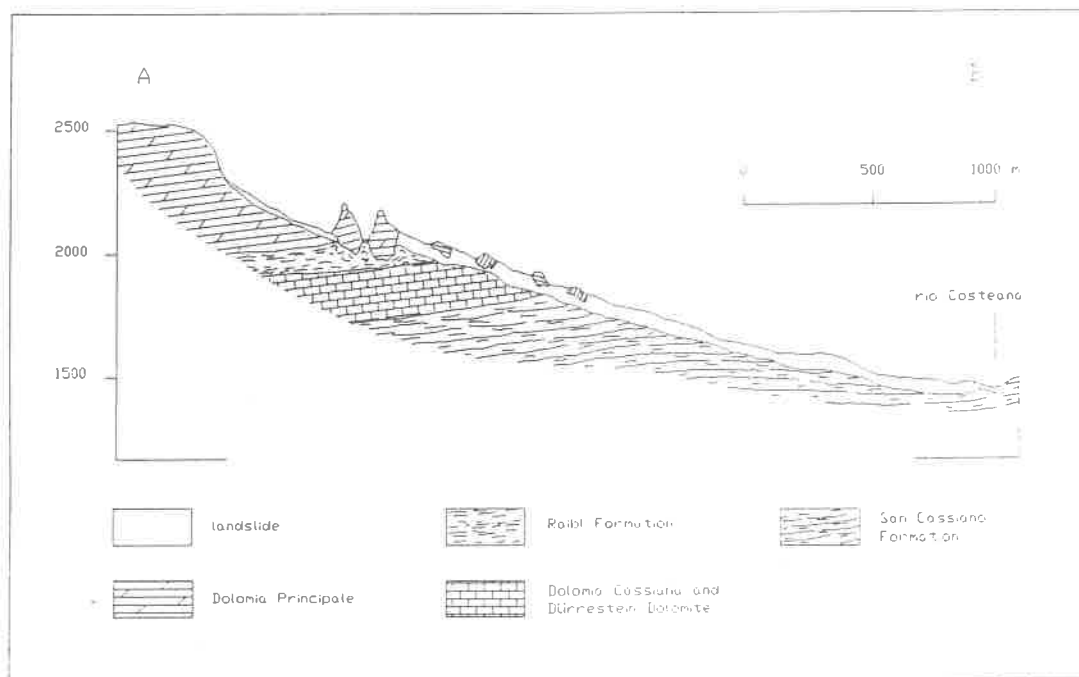 A
2500
500
1000 m
2000
rio Costeana
1500
landslide
Raibl Formation
San Cassiano
Formation
Dolomia Principale
Dolomia Cassiana and
Dürrestein Dolomite